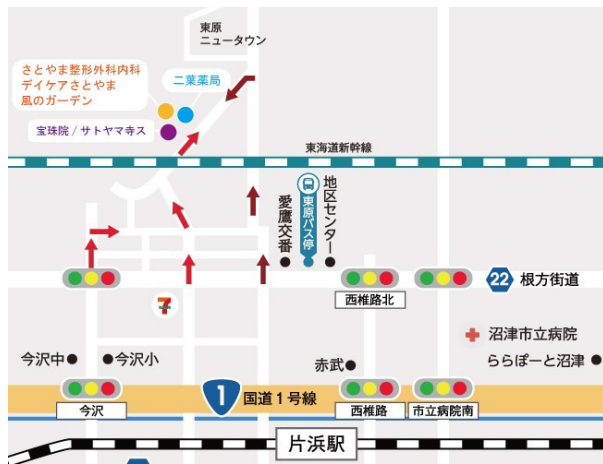 東原
ニュータウン
さとやま整形外科内科
デイケアさとやま
風のガーデン
二葉薬局
宝珠院 / サトヤマ寺ス
東海道新幹線
愛鷹交番
東原バス停
地区センター
22
根方街道
西椎路北
7
沼津市立病院
今沢中
今沢小
赤武
ららぽーと沼津
1
国道1号線
今沢
西椎路
市立病院南
片浜駅